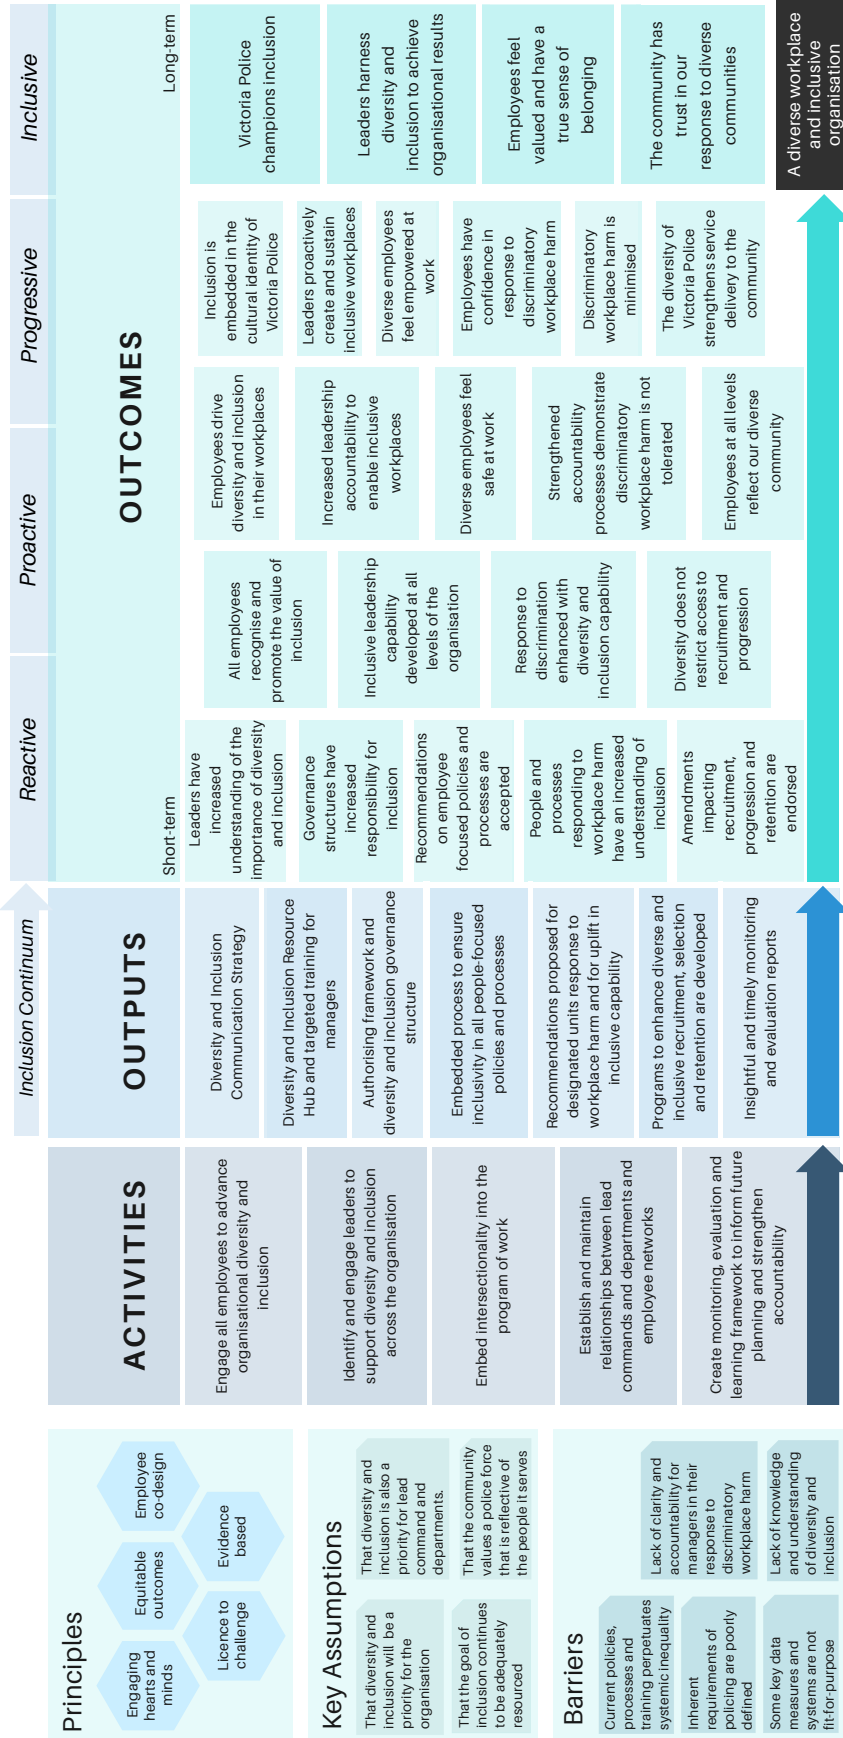 Principles
Engaging
hearts and
minds
Equitable
outcomes
Employee
co-design
Licence to
challenge
Evidence
based
Key Assumptions
That diversity and
inclusion will be a
priority for the
organisation
That diversity and
inclusion is also a
priority for lead
command and
departments.
That the goal of
inclusion continues
to be adequately
resourced
That the community
values a police force
that is reflective of
the people it serves
Barriers
Current policies,
processes and
training perpetuates
systemic inequality
Lack of clarity and
accountability for
managers in their
response to
discriminatory
workplace harm
Inherent
requirements of
policing are poorly
defined
Some key data
measures and
systems are not
fit-for-purpose
Lack of knowledge
and understanding
of diversity and
inclusion
ACTIVITIES
Engage all employees to advance
organisational diversity and
inclusion
Identify and engage leaders to
support diversity and inclusion
across the organisation
Embed intersectionality into the
program of work
Establish and maintain
relationships between lead
commands and departments and
employee networks
Create monitoring, evaluation and
learning framework to inform future
planning and strengthen
accountability
Inclusion Continuum
OUTPUTS
Diversity and Inclusion
Communication Strategy
Diversity and Inclusion Resource
Hub and targeted training for
managers
Authorising framework and
diversity and inclusion governance
structure
Embedded process to ensure
inclusivity in all people-focused
policies and processes
Recommendations proposed for
designated units response to
workplace harm and for uplift in
inclusive capability
Programs to enhance diverse and
inclusive recruitment, selection
and retention are developed
Insightful and timely monitoring
and evaluation reports
Reactive
Proactive
Progressive
Inclusive
OUTCOMES
Short-term
Long-term
Leaders have
increased
understanding of the
importance of diversity
and inclusion
Governance
structures have
increased
responsibility for
inclusion
Recommendations
on employee
focused policies and
processes are
accepted
People and
processes
responding to
workplace harm
have an increased
understanding of
inclusion
Amendments
impacting
recruitment,
progression and
retention are
endorsed
All employees
recognise and
promote the value of
inclusion
Inclusive leadership
capability
developed at all
levels of the
organisation
Response to
discrimination
enhanced with
diversity and
inclusion capability
Diversity does not
restrict access to
recruitment and
progression
Employees drive
diversity and inclusion
in their workplaces
Increased leadership
accountability to
enable inclusive
workplaces
Diverse employees feel
safe at work
Strengthened
accountability
processes demonstrate
discriminatory
workplace harm is not
tolerated
Employees at all levels
reflect our diverse
community
Inclusion is
embedded in the
cultural identity of
Victoria Police
Leaders proactively
create and sustain
inclusive workplaces
Diverse employees
feel empowered at
work
Employees have
confidence in
response to
discriminatory
workplace harm
Discriminatory
workplace harm is
minimised
The diversity of
Victoria Police
strengthens service
delivery to the
community
Victoria Police
champions inclusion
Leaders harness
diversity and
inclusion to achieve
organisational results
Employees feel
valued and have a
true sense of
belonging
The community has
trust in our
response to diverse
communities
A diverse workplace
and inclusive
organisation